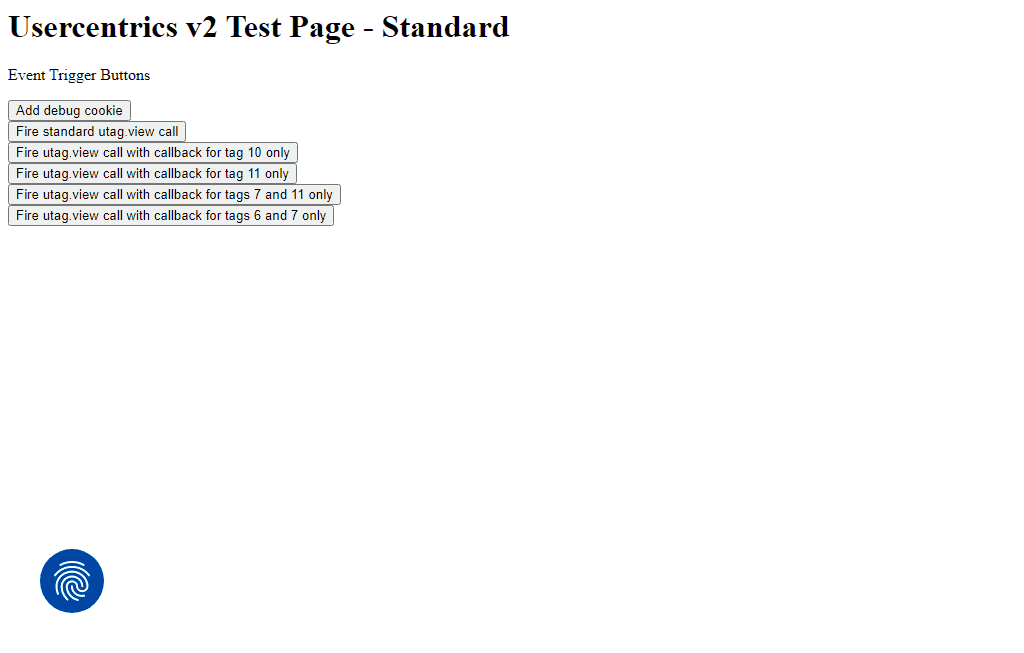 Usercentrics v2 Test Page - Standard
Event Trigger Buttons
Add debug cookie
Fire standard utag.view call
Fire utag.view call with callback for tag 10 only
Fire utag.view call with callback for tag 11 only
Fire utag.view call with callback for tags 7 and 11 only
Fire utag.view call with callback for tags 6 and 7 only